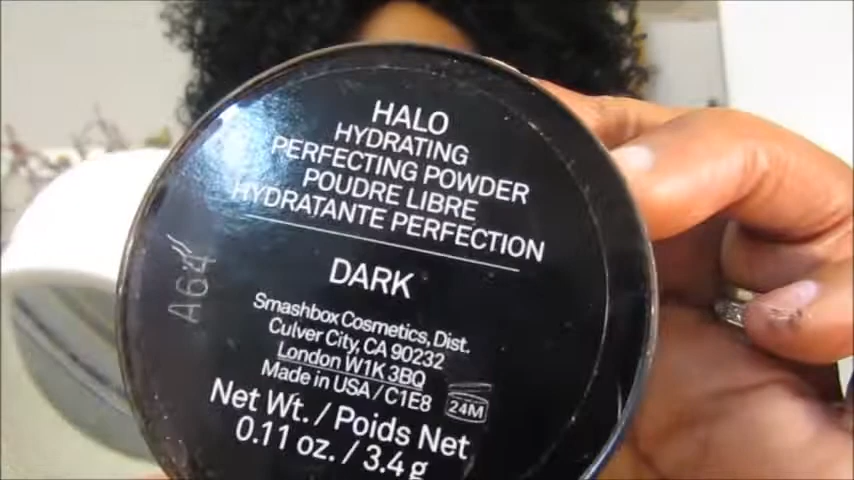 HALO
HYDRATING
PERFECTING POWDER
POUDRE LIBRE
HYDRATANTE PERFECTION
DARK
A64
Smashbox Cosmetics, Dist.
Culver City, CA 90232
London W1K 3BQ
Made in USA / C1E8
24M
Net Wt. / Poids Net
0.11 oz. / 3.4 g